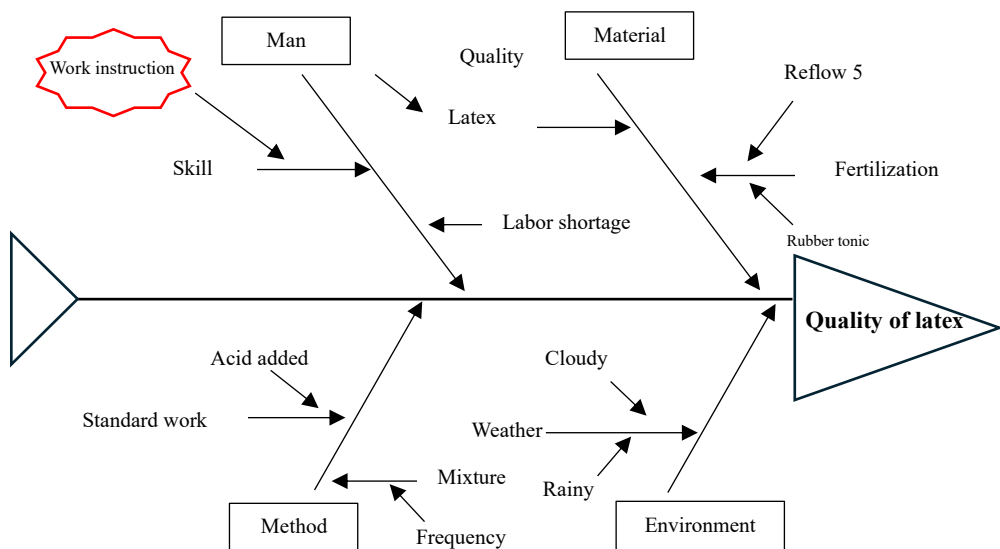 Man
Material
Quality
Reflow 5
Work instruction
Latex
Skill
Fertilization
Labor shortage
Rubber tonic
Quality of latex
Acid added
Cloudy
Standard work
Weather
Mixture
Rainy
Method
Frequency
Environment